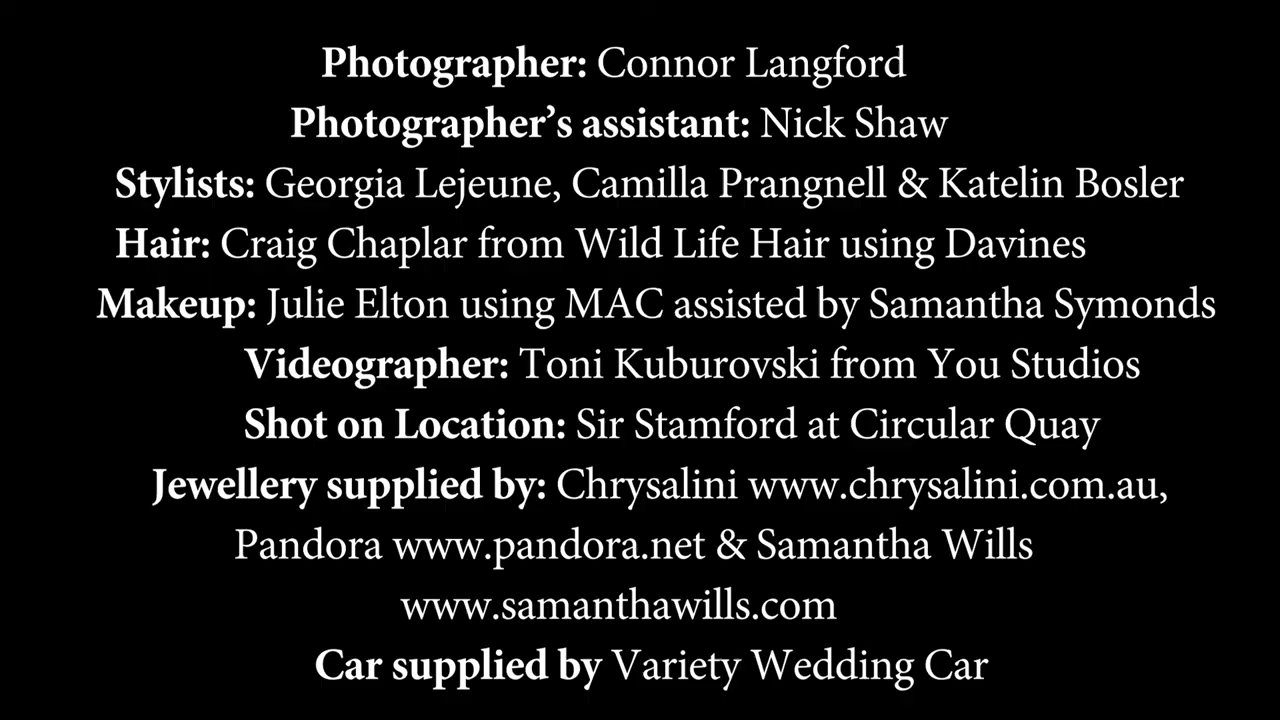 Photographer: Connor Langford
Photographer’s assistant: Nick Shaw
Stylists: Georgia Lejeune, Camilla Prangnell & Katelin Bosler
Hair: Craig Chaplar from Wild Life Hair using Davines
Makeup: Julie Elton using MAC assisted by Samantha Symonds
Videographer: Toni Kuburovski from You Studios
Shot on Location: Sir Stamford at Circular Quay
Jewellery supplied by: Chrysalini www.chrysalini.com.au,
Pandora www.pandora.net & Samantha Wills
www.samanthawills.com
Car supplied by Variety Wedding Car